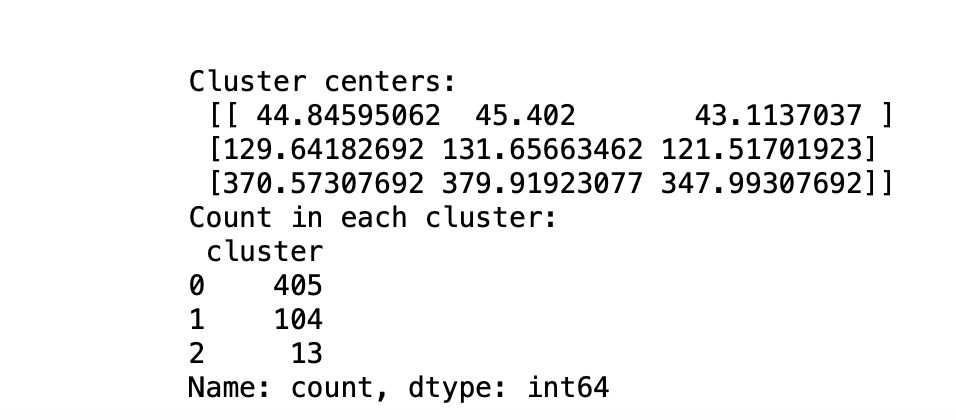 Cluster centers:
[[ 44.84595062  45.402       43.1137037 ]
[129.64182692 131.65663462 121.51701923]
[370.57307692 379.91923077 347.99307692]]
Count in each cluster:
cluster
0    405
1    104
2     13
Name: count, dtype: int64